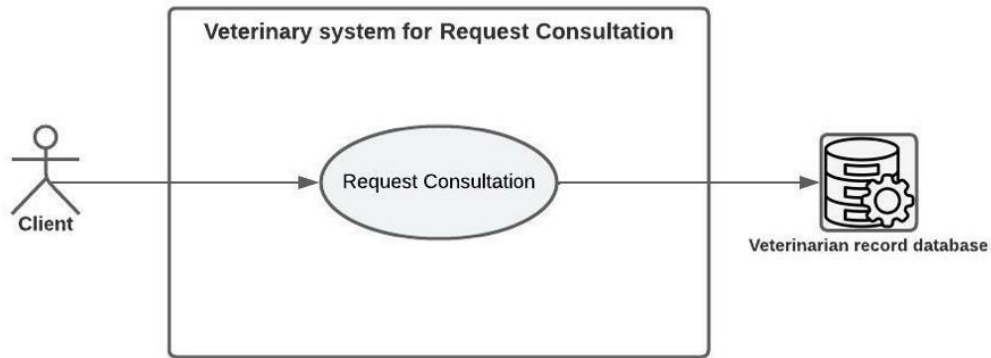 Veterinary system for Request Consultation
Request Consultation
Client
Veterinarian record database